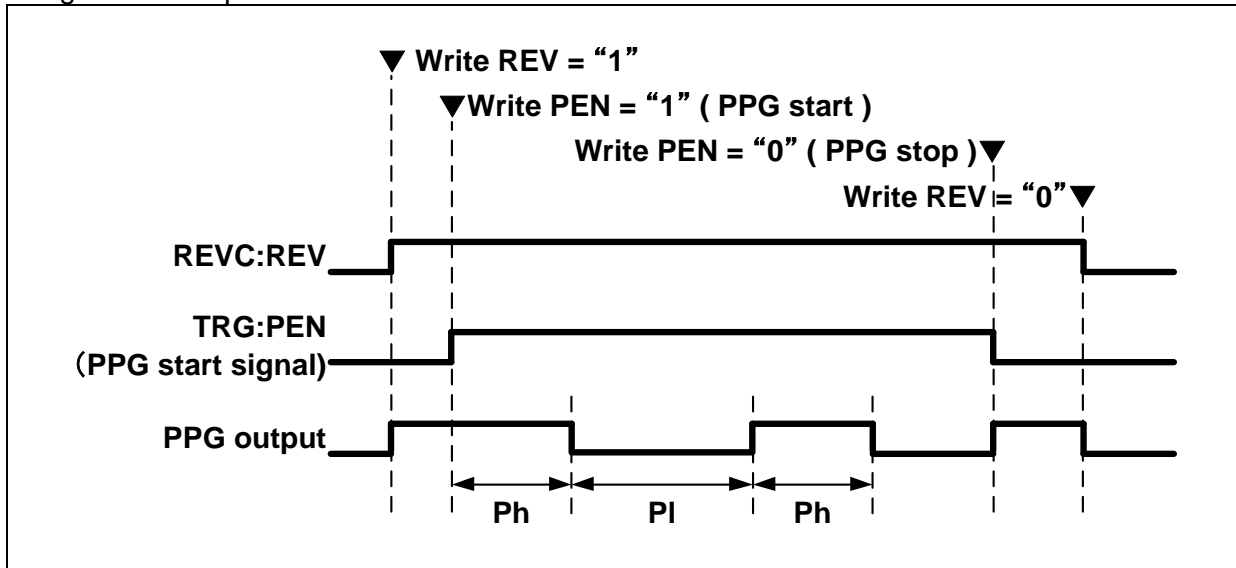 ▼ Write REV = “1”
▼Write PEN = “1” ( PPG start )
Write PEN = “0” ( PPG stop )▼
Write REV = “0”▼
REVC:REV
TRG:PEN
(PPG start signal)
PPG output
Ph Pl Ph